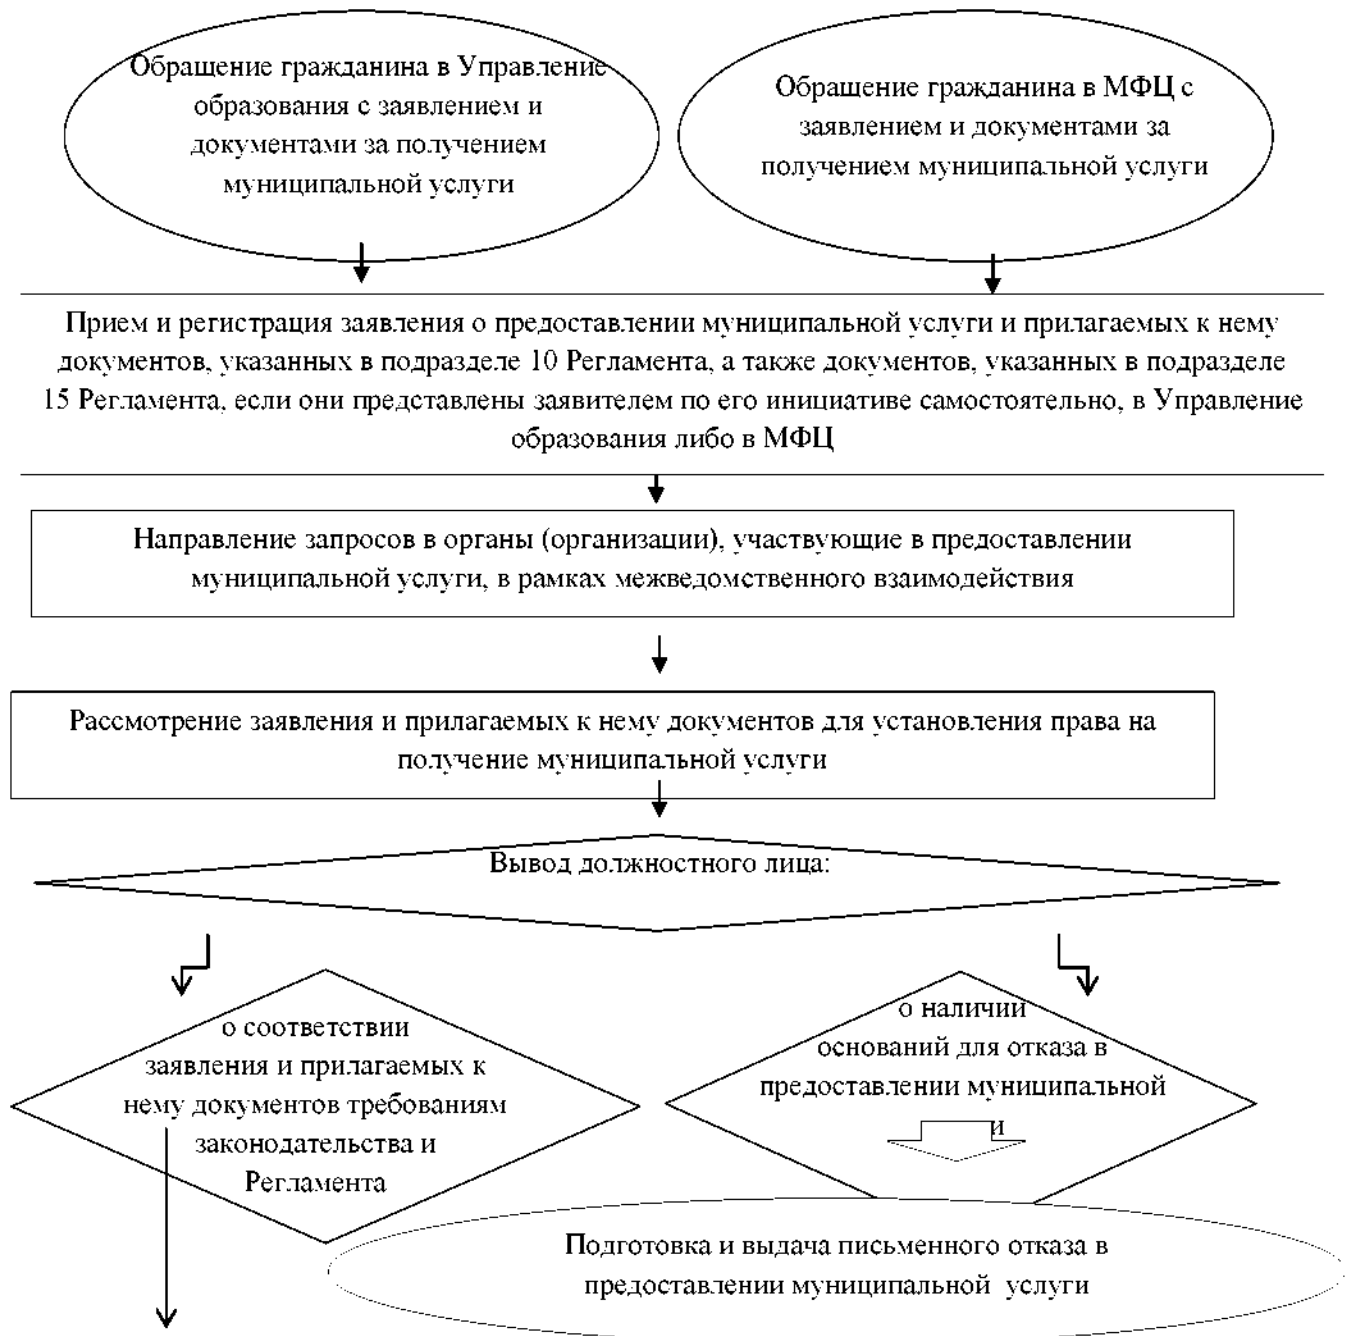 Обращение гражданина в Управление
образования с заявлением и
документами за получением
муниципальной услуги
Обращение гражданина в МФЦ с
заявлением и документами за
получением муниципальной услуги
Прием и регистрация заявления о предоставлении муниципальной услуги и прилагаемых к нему
документов, указанных в подразделе 10 Регламента, а также документов, указанных в подразделе
15 Регламента, если они представлены заявителем по его инициативе самостоятельно, в Управление
образования либо в МФЦ
Направление запросов в органы (организации), участвующие в предоставлении
муниципальной услуги, в рамках межведомственного взаимодействия
Рассмотрение заявления и прилагаемых к нему документов для установления права на
получение муниципальной услуги
Вывод должностного лица:
о соответствии
заявления и прилагаемых к
нему документов требованиям
законодательства и
Регламента
о наличии
оснований для отказа в
предоставлении муниципальной
и
Подготовка и выдача письменного отказа в
предоставлении муниципальной услуги